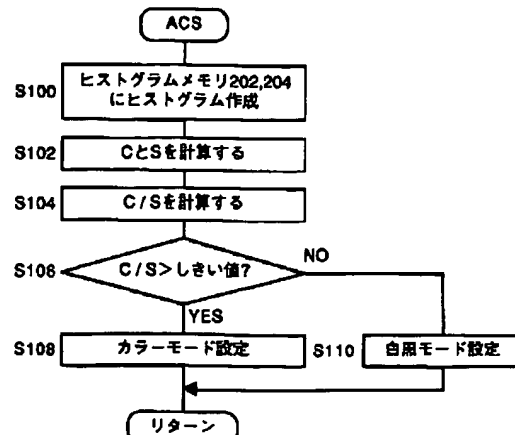 ACS
S100
ヒストグラムメモリ202,204
にヒストグラム作成
S102
CとSを計算する
S104
C/Sを計算する
S106
C/S>しきい値?
NO
YES
S108
カラーモード設定
S110
白黒モード設定
リターン